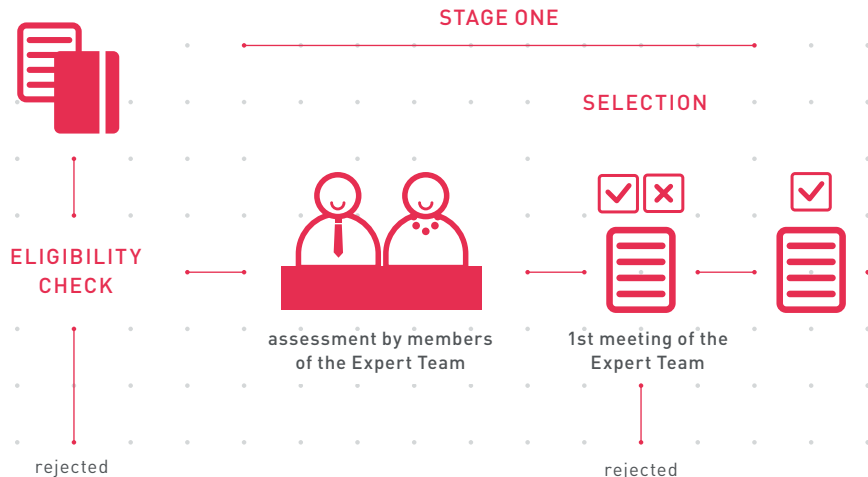 STAGE ONE
SELECTION
ELIGIBILITY
CHECK
assessment by members
of the Expert Team
1st meeting of the
Expert Team
rejected
rejected